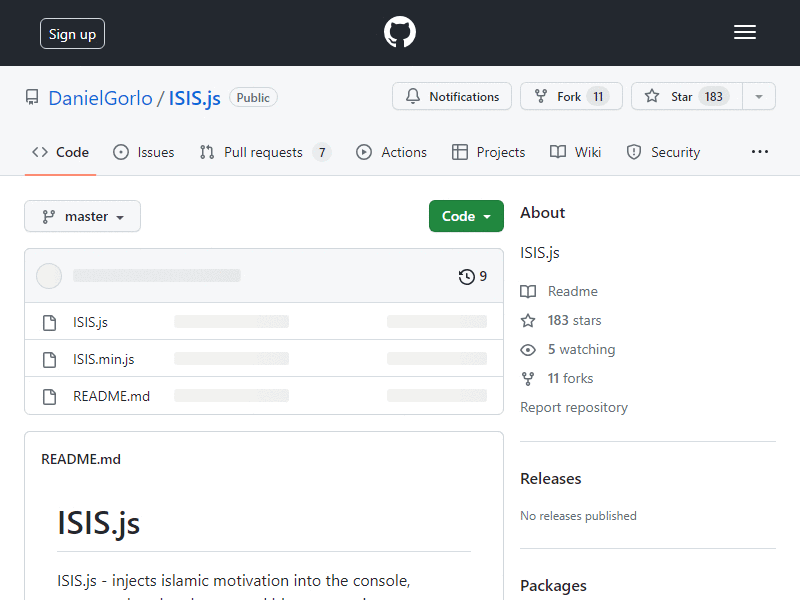 Sign up
DanielGorlo / ISIS.js Public
Notifications Fork 11 Star 183
Code Issues Pull requests 7 Actions Projects Wiki Security
master Code
9
ISIS.js
ISIS.min.js
README.md
README.md
ISIS.js
ISIS.js - injects islamic motivation into the console,
About
ISIS.js
Readme
183 stars
5 watching
11 forks
Report repository
Releases
No releases published
Packages